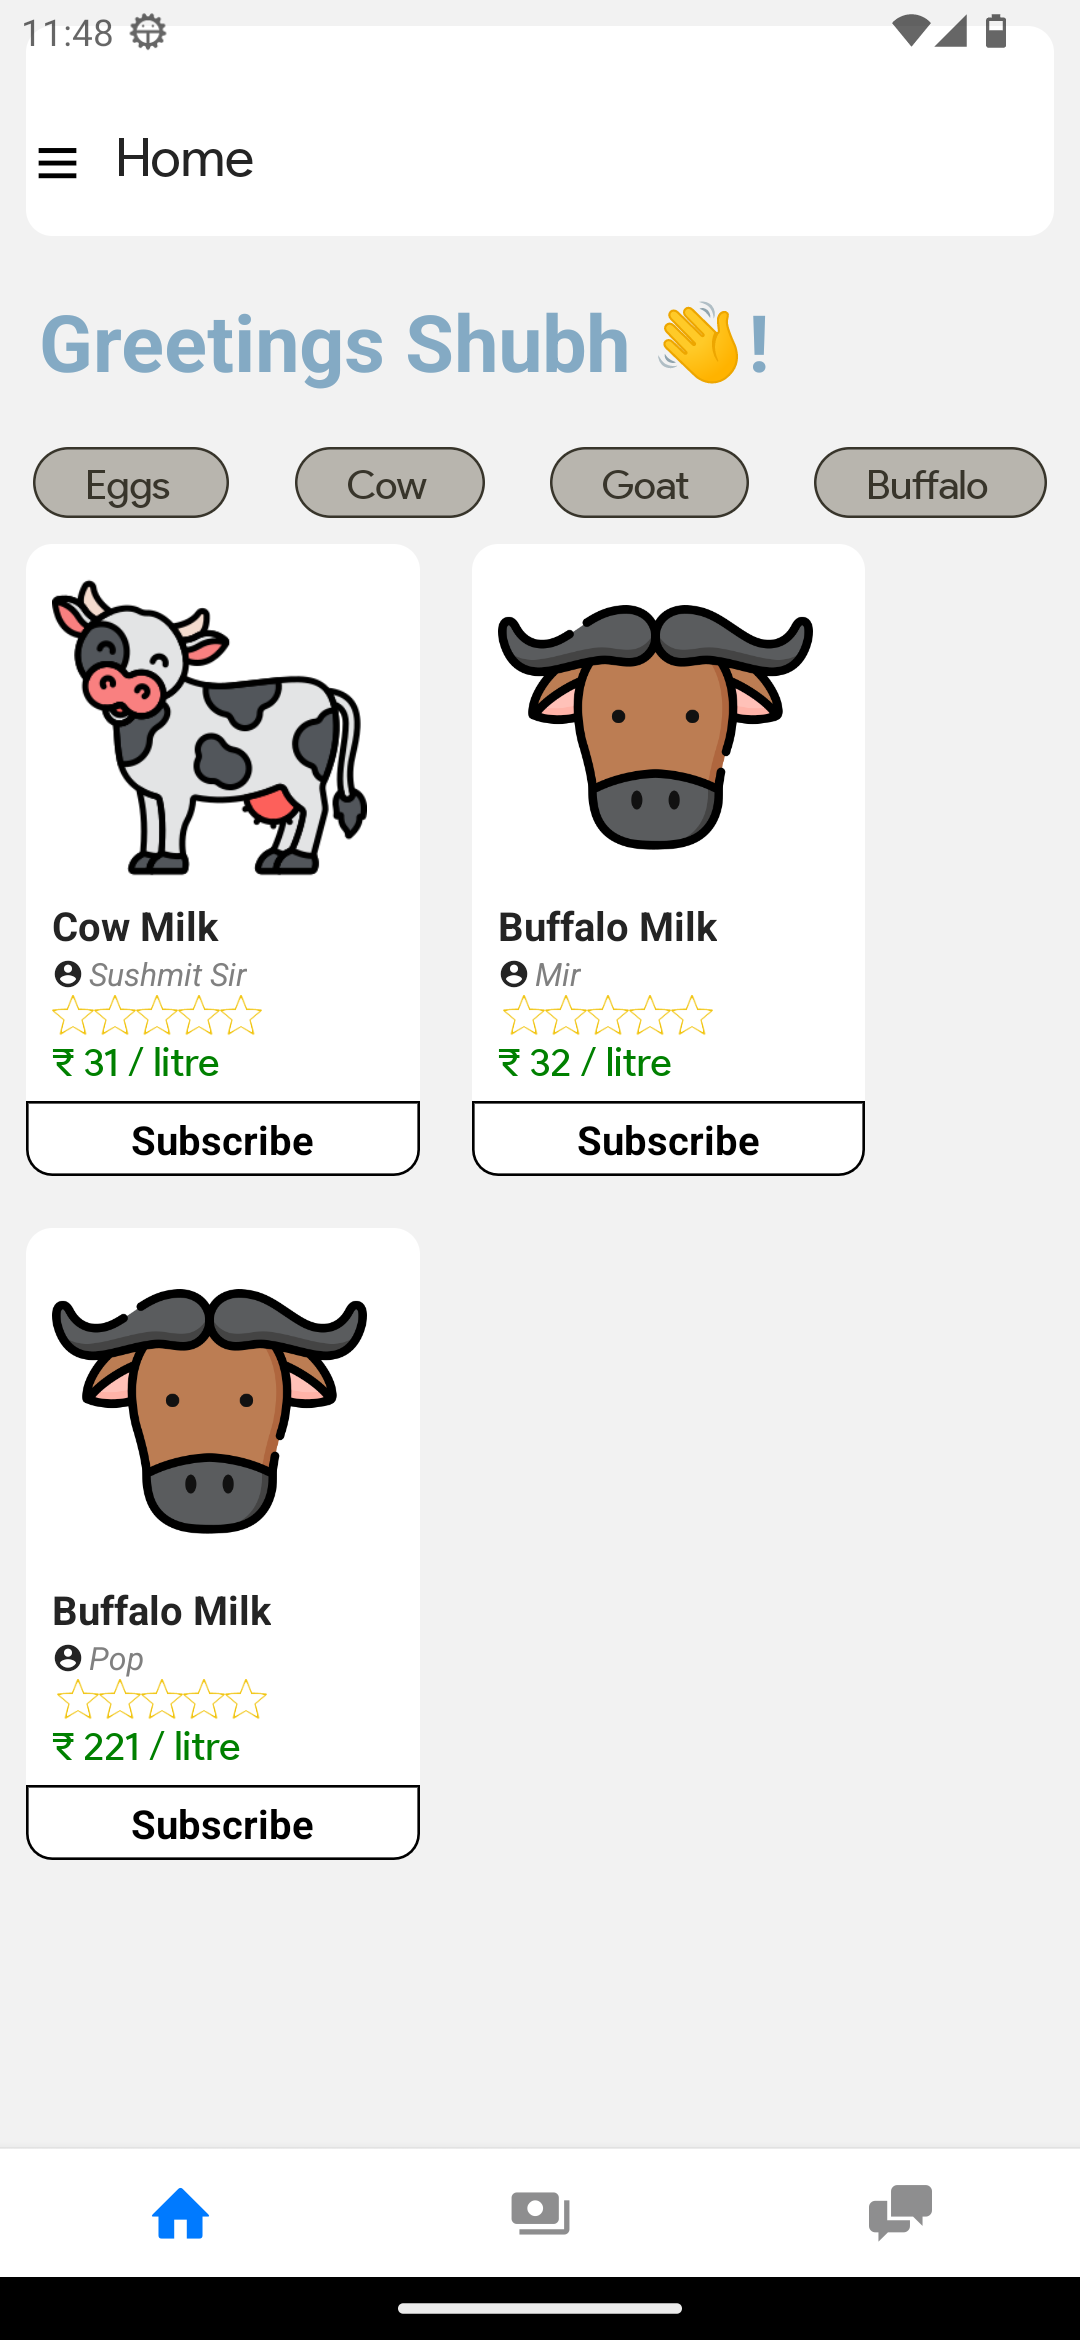 11:48
Home
Greetings Shubh 👋!
Eggs Cow Goat Buffalo
Cow Milk
Sushmit Sir
₹ 31 / litre
Subscribe
Buffalo Milk
Mir
₹ 32 / litre
Subscribe
Buffalo Milk
Pop
₹ 221 / litre
Subscribe